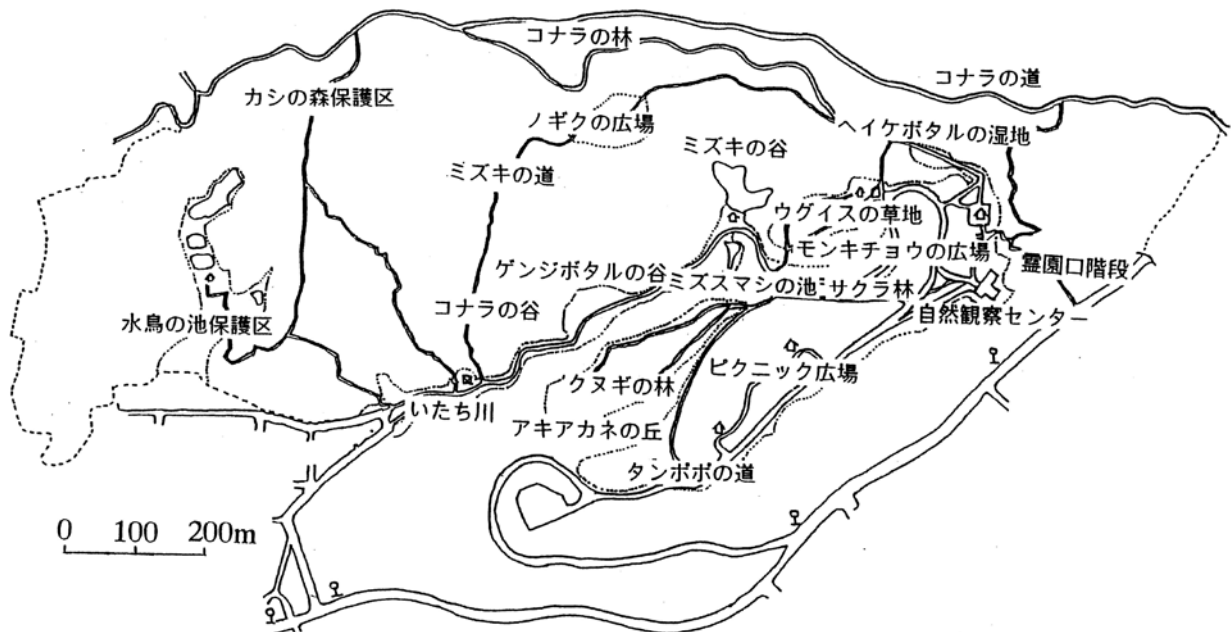 コナラの林
コナラの道
カシの森保護区
ノギクの広場
ヘイケボタルの湿地
ミズキの谷
ミズキの道
ウグイスの草地
モンキチョウの広場
ゲンジボタルの谷
ミズスマシの池
サクラ林
霊園口階段
コナラの谷
自然観察センター
水鳥の池保護区
ピクニック広場
クヌギの林
いたち川
アキアカネの丘
タンポポの道
0 100 200m